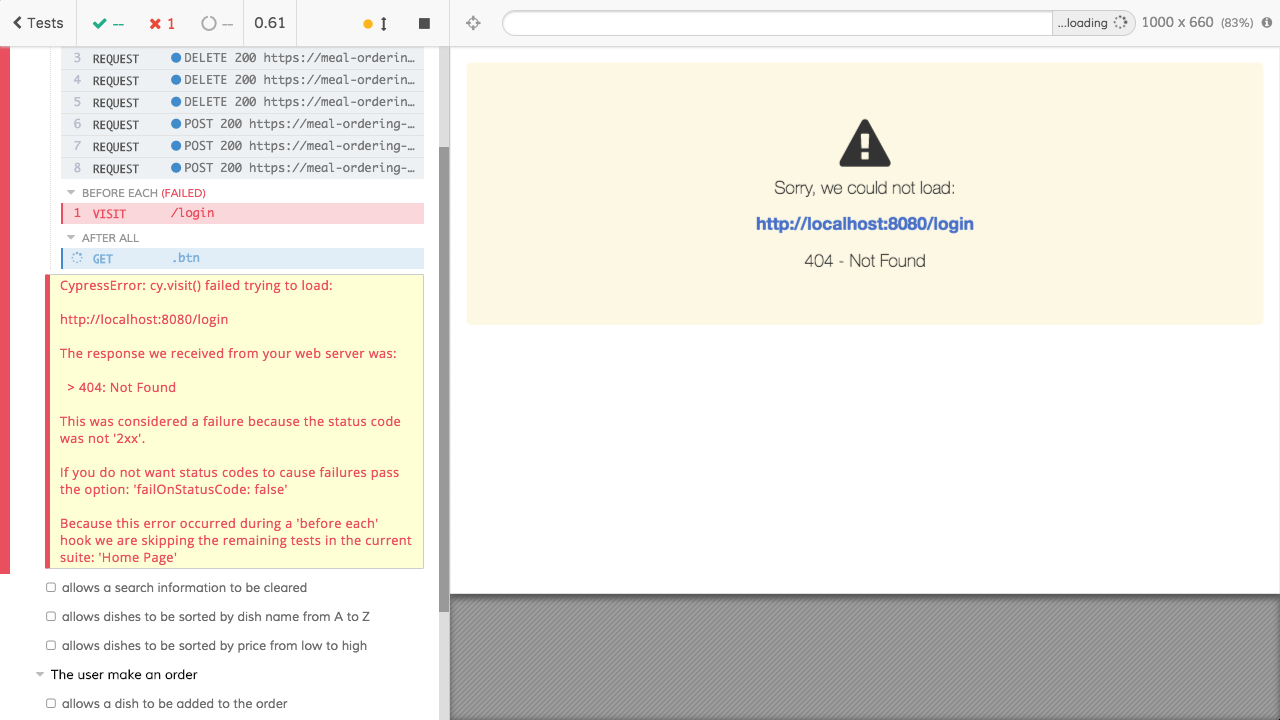 Tests -- 1 -- 0.61
...loading 1000 x 660 (83%)
3 REQUEST DELETE 200 https://meal-orderin…
4 REQUEST DELETE 200 https://meal-orderin…
5 REQUEST DELETE 200 https://meal-orderin…
6 REQUEST POST 200 https://meal-ordering-…
7 REQUEST POST 200 https://meal-ordering-…
8 REQUEST POST 200 https://meal-ordering-…
BEFORE EACH (FAILED)
1 VISIT /login
AFTER ALL
GET .btn
CypressError: cy.visit() failed trying to load:
http://localhost:8080/login
The response we received from your web server was:
> 404: Not Found
This was considered a failure because the status code
was not '2xx'.
If you do not want status codes to cause failures pass
the option: 'failOnStatusCode: false'
Because this error occurred during a 'before each'
hook we are skipping the remaining tests in the current
suite: 'Home Page'
allows a search information to be cleared
allows dishes to be sorted by dish name from A to Z
allows dishes to be sorted by price from low to high
The user make an order
allows a dish to be added to the order
Sorry, we could not load:
http://localhost:8080/login
404 - Not Found